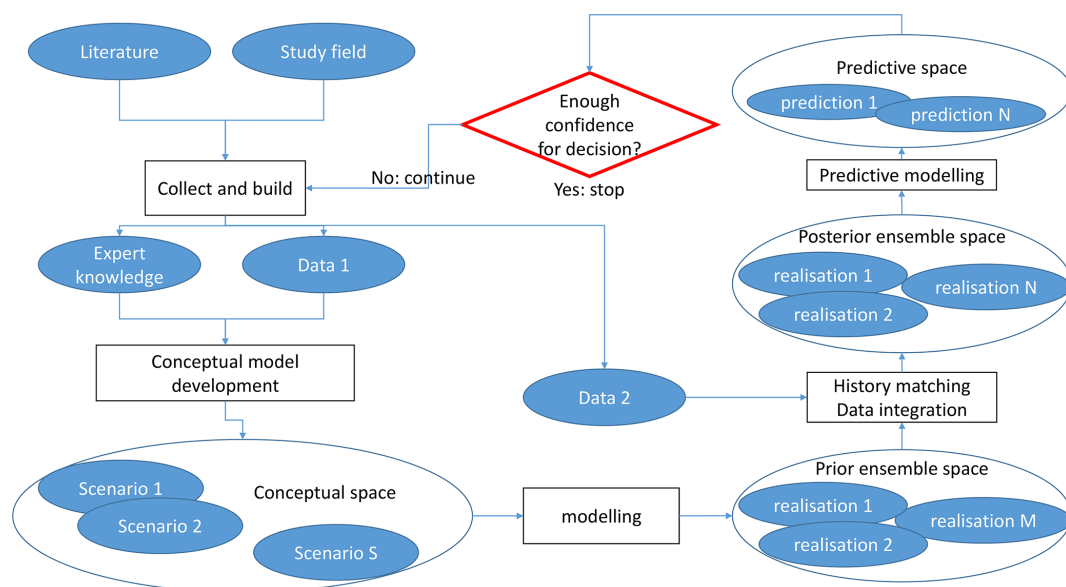 Literature
Study field
Enough
confidence
for decision?
No: continue
Yes: stop
Collect and build
Expert
knowledge
Data 1
Conceptual model
development
Data 2
Scenario 1
Scenario 2
Conceptual space
Scenario S
modelling
Prior ensemble space
realisation 1
realisation 2
realisation M
History matching
Data integration
Posterior ensemble space
realisation 1
realisation 2
realisation N
Predictive modelling
Predictive space
prediction 1
prediction N